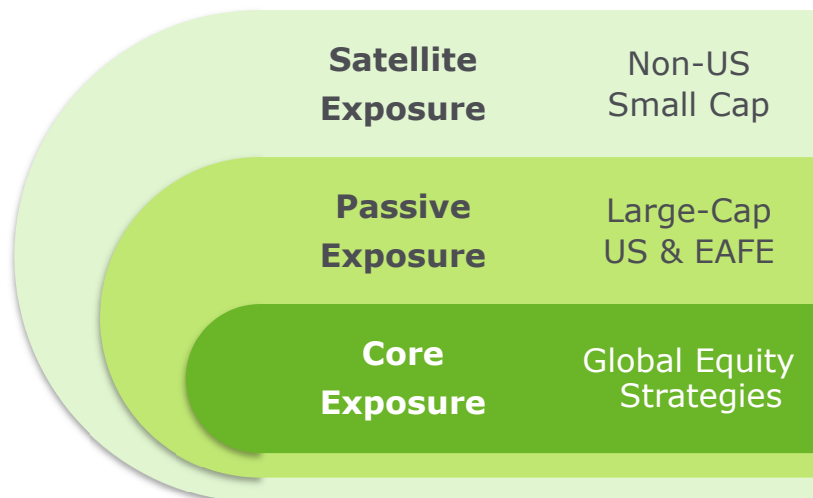 Satellite
Exposure
Non-US
Small Cap
Passive
Exposure
Large-Cap
US & EAFE
Core
Exposure
Global Equity
Strategies